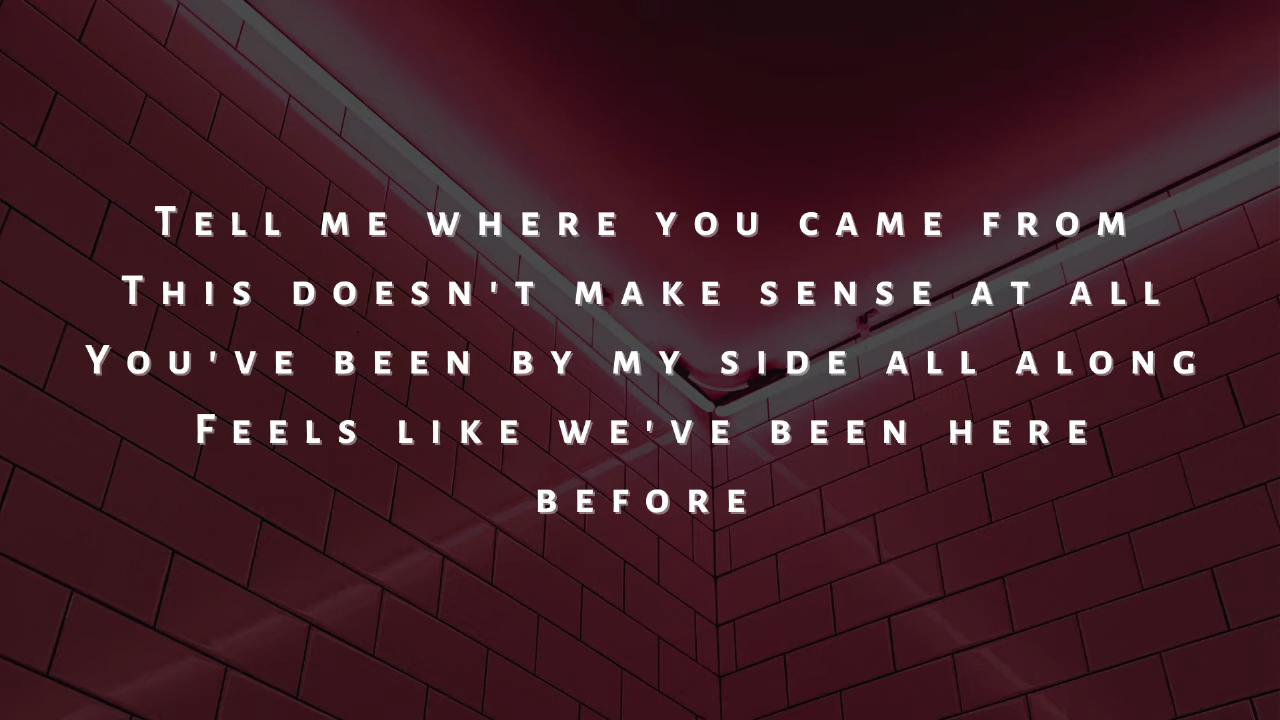 Tell me where you came from
This doesn't make sense at all
You've been by my side all along
Feels like we've been here
before